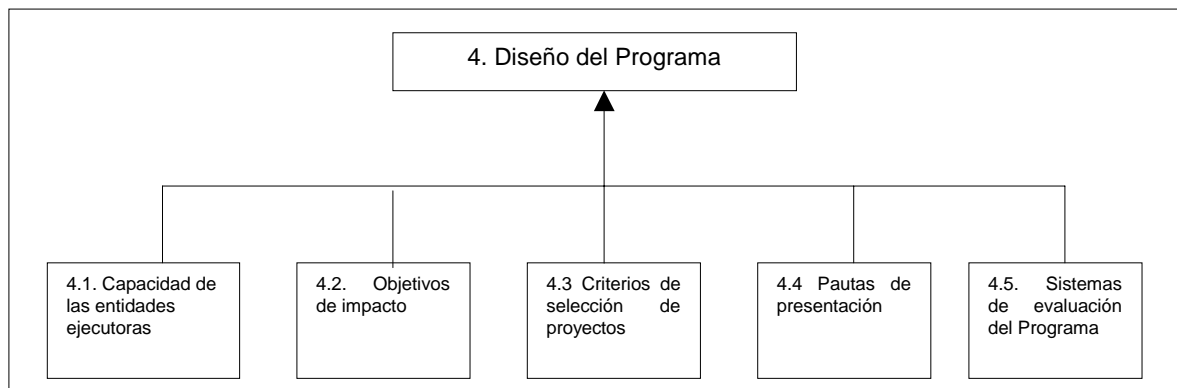 4. Diseño del Programa
4.1. Capacidad de
las entidades
ejecutoras
4.2. Objetivos
de impacto
4.3 Criterios de
selección de
proyectos
4.4 Pautas de
presentación
4.5. Sistemas
de evaluación
del Programa